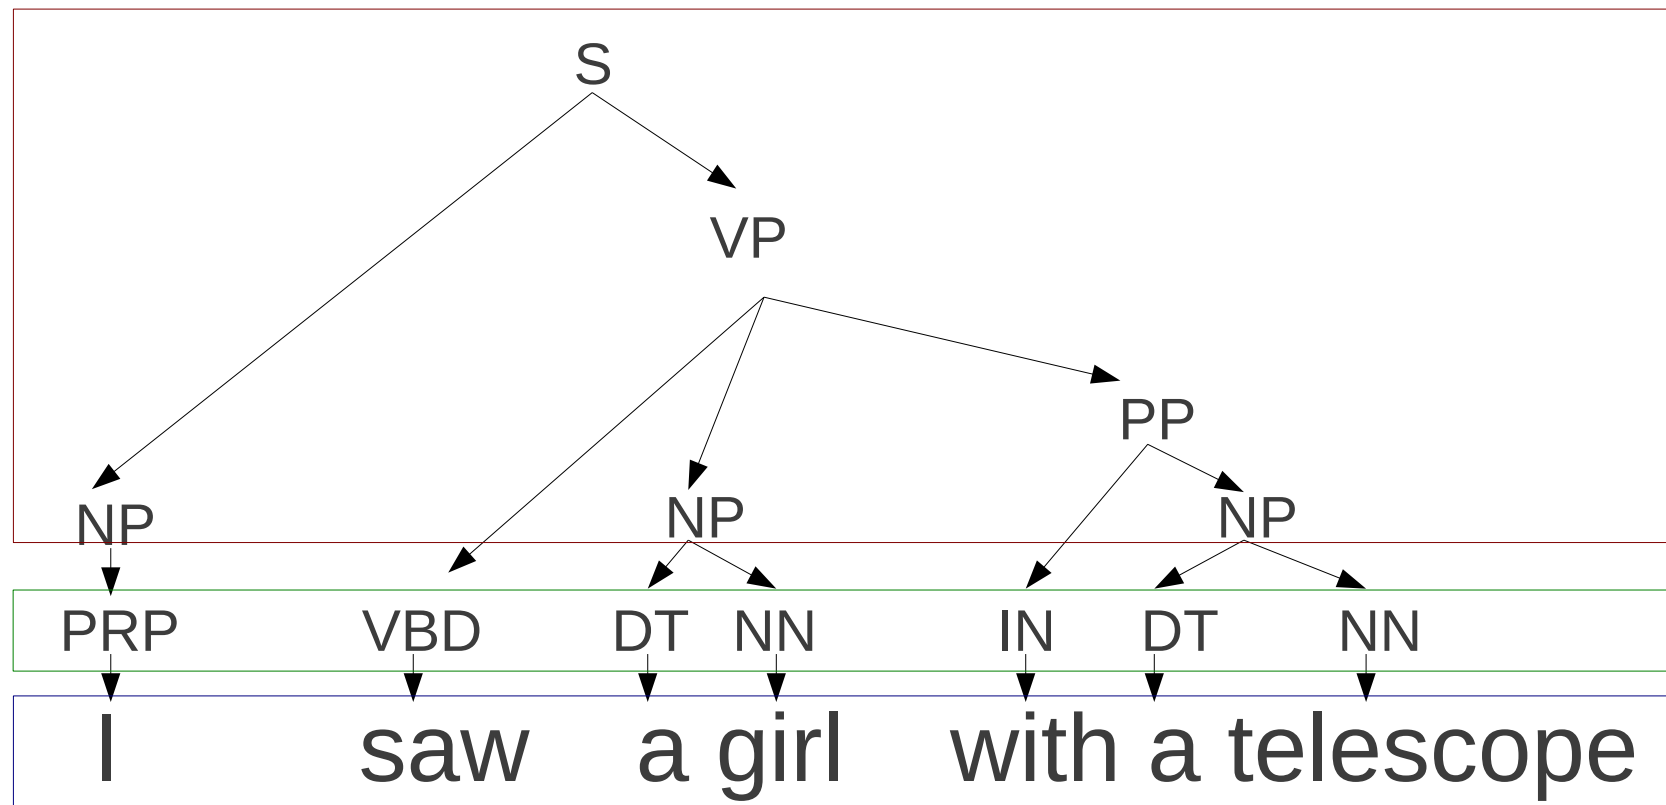 S
VP
PP
NP NP NP
PRP VBD DT NN IN DT NN
I saw a girl with a telescope